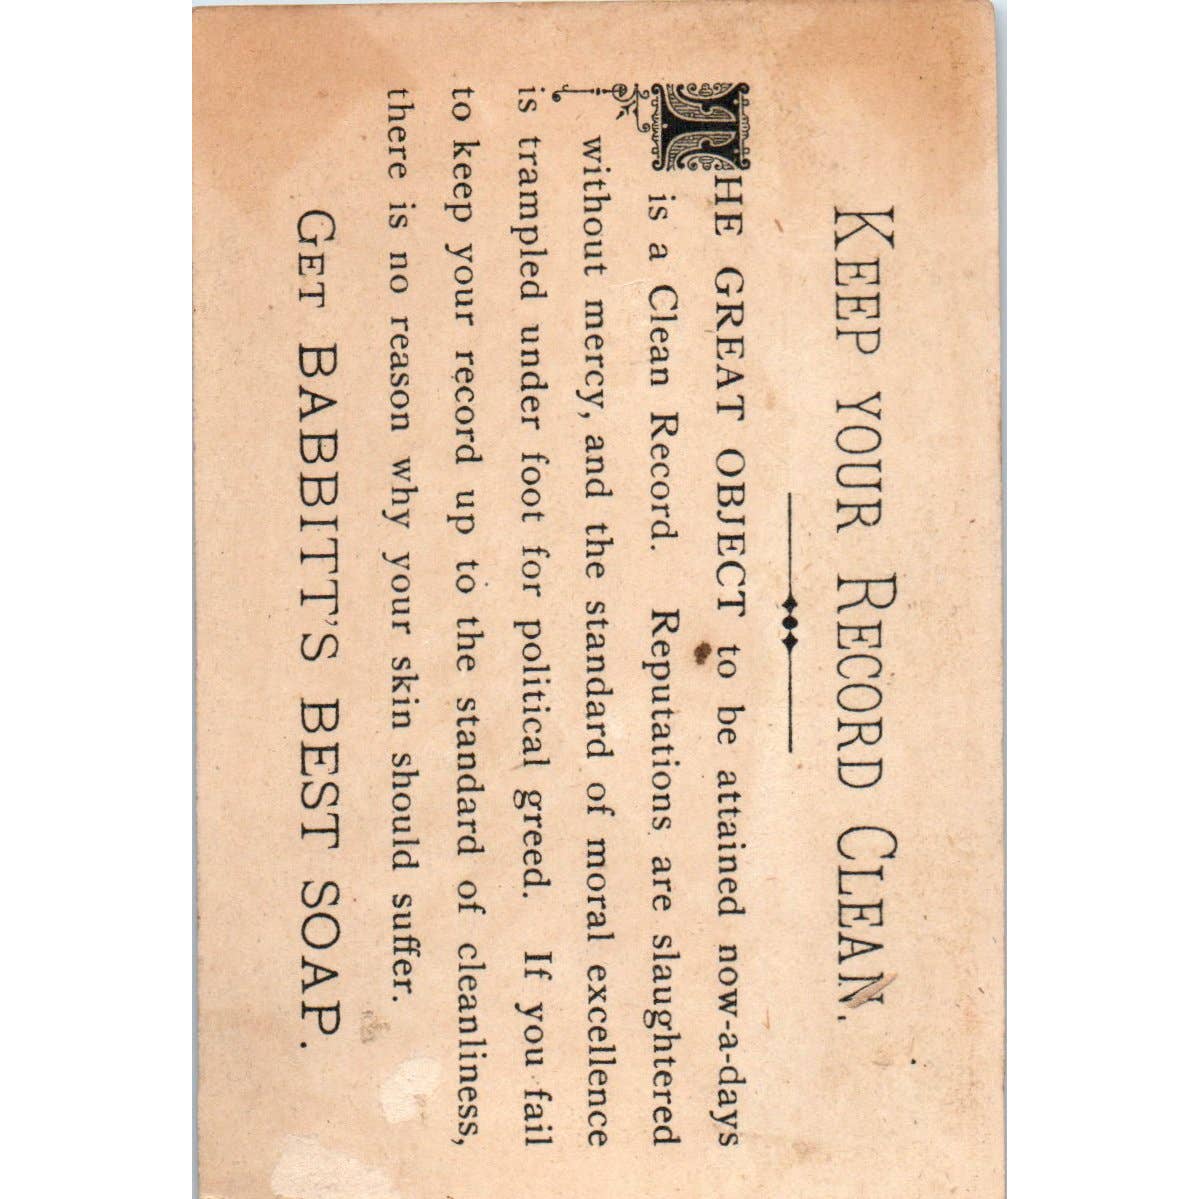 KEEP YOUR RECORD CLEAN.
THE GREAT OBJECT to be attained now-a-days
is a Clean Record. Reputations are slaughtered
without mercy, and the standard of moral excellence
is trampled under foot for political greed. If you fail
to keep your record up to the standard of cleanliness,
there is no reason why your skin should suffer.
GET BABBITT'S BEST SOAP.